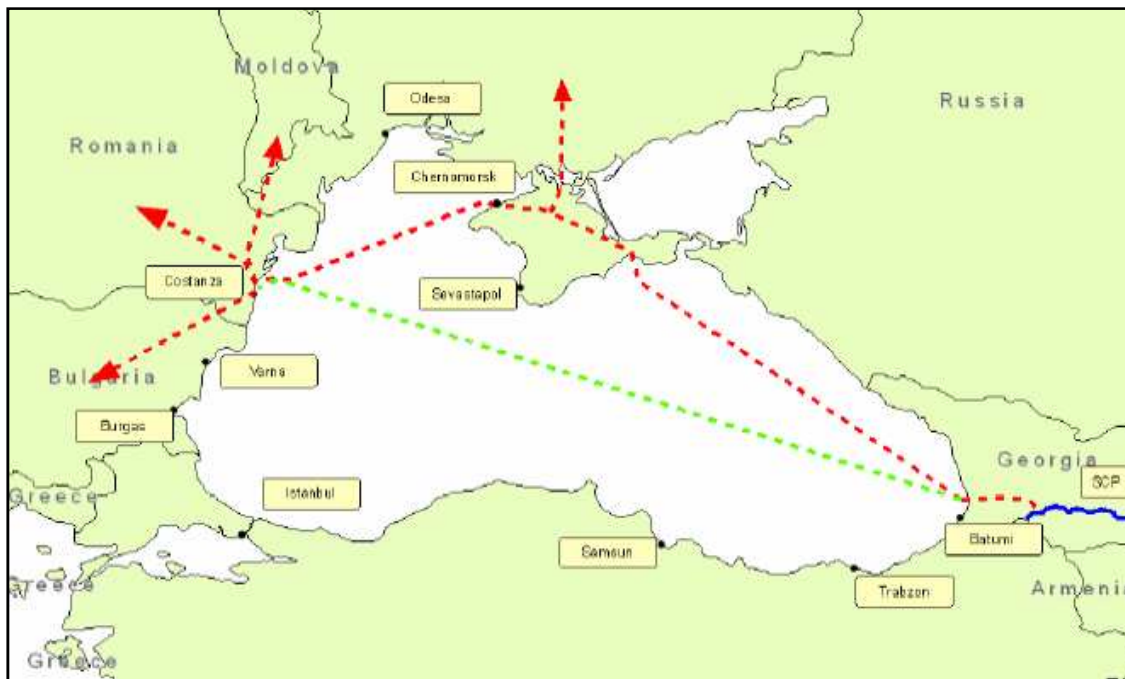 Moldova
Odesa
Russia
Romania
Chernomorsk
Costanza
Sevastapol
Varna
Bulgaria
Burgas
Georgia
SCP
Greece
Istanbul
Batumi
Samsun
Greece
Trabzon
Armenia
Greece